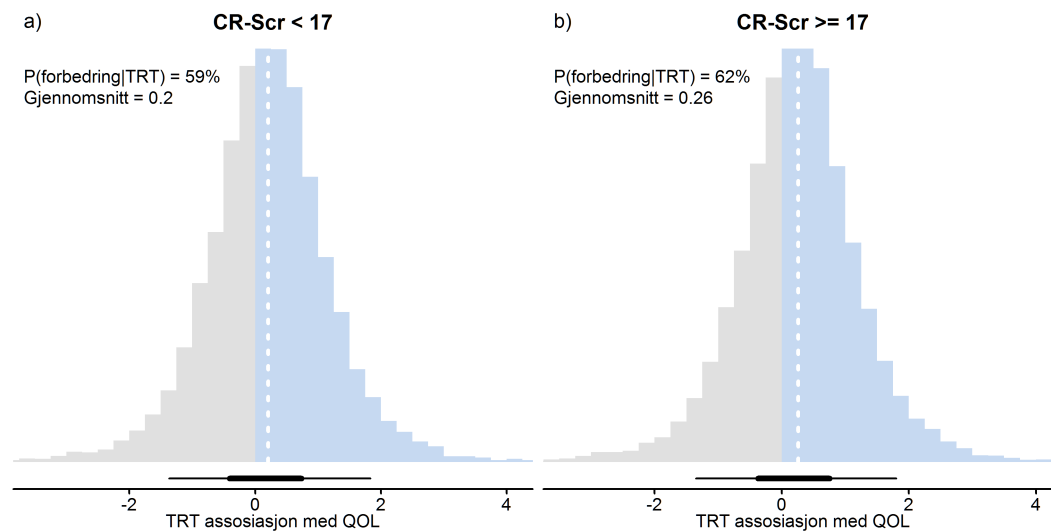 a)
CR-Scr < 17
P(forbedring|TRT) = 59%
Gjennomsnitt = 0.2
-2 0 2 4
TRT assosiasjon med QOL
b)
CR-Scr >= 17
P(forbedring|TRT) = 62%
Gjennomsnitt = 0.26
-2 0 2 4
TRT assosiasjon med QOL